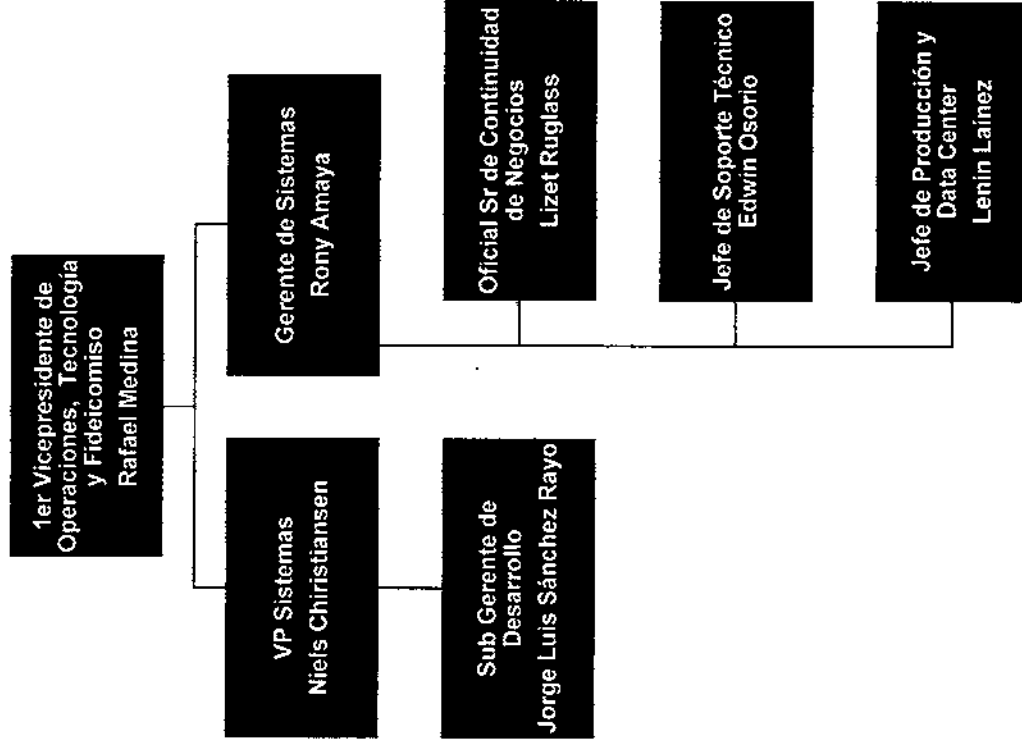 1er Vicepresidente de
Operaciones, Tecnología
y Fideicomiso
Rafael Medina
VP Sistemas
Niels Chiristiansen
Gerente de Sistemas
Rony Amaya
Sub Gerente de
Desarrollo
Jorge Luis Sánchez Rayo
Oficial Sr de Continuidad
de Negocios
Lizet Ruglass
Jefe de Soporte Técnico
Edwin Osorio
Jefe de Producción y
Data Center
Lenin Laínez